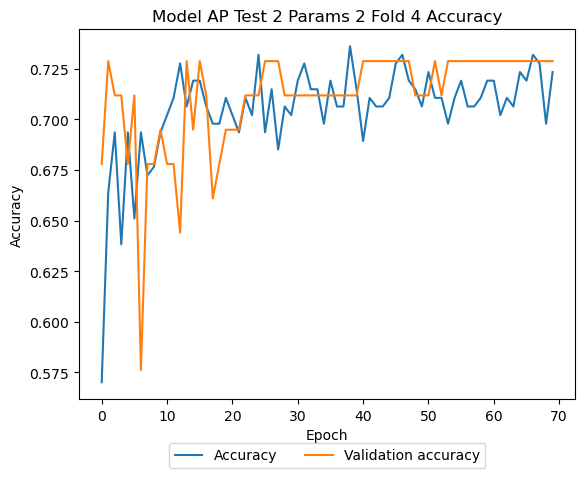 Model AP Test 2 Params 2 Fold 4 Accuracy
Accuracy
0.725
0.700
0.675
0.650
0.625
0.600
0.575
0 10 20 30 40 50 60 70
Epoch
Accuracy Validation accuracy